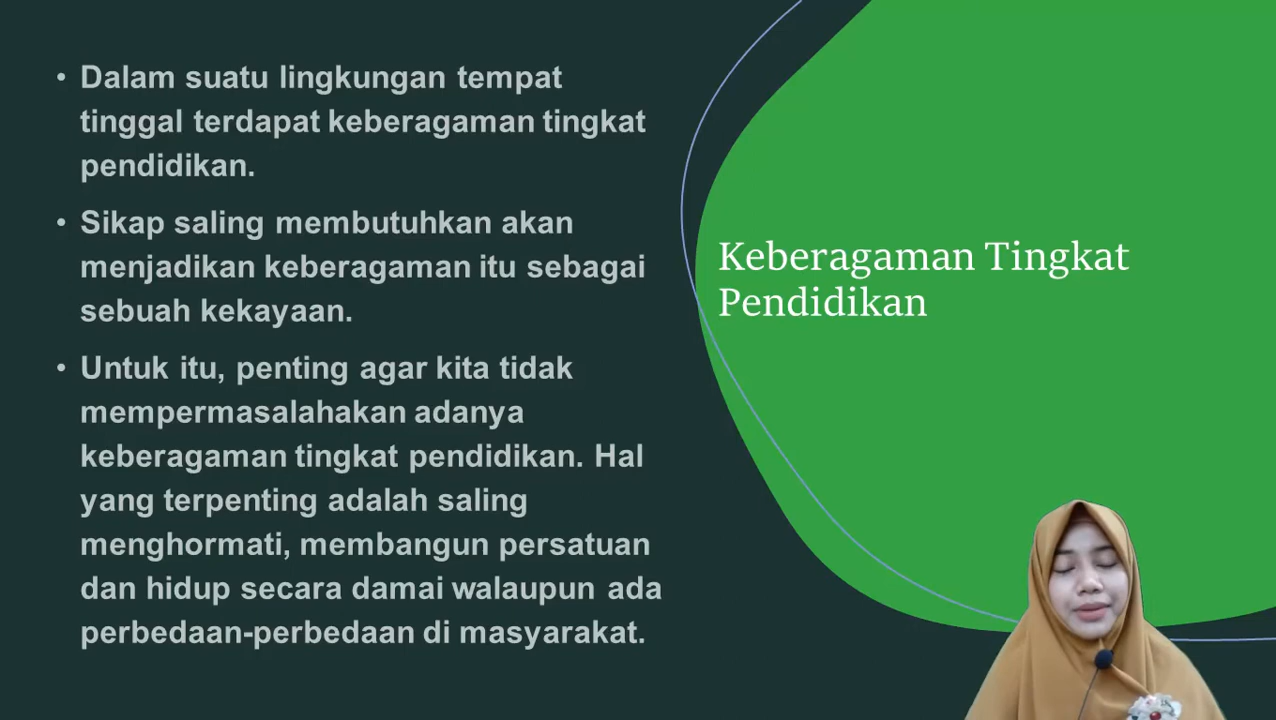 • Dalam suatu lingkungan tempat
tinggal terdapat keberagaman tingkat
pendidikan.
• Sikap saling membutuhkan akan
menjadikan keberagaman itu sebagai
sebuah kekayaan.
• Untuk itu, penting agar kita tidak
mempermasalahakan adanya
keberagaman tingkat pendidikan. Hal
yang terpenting adalah saling
menghormati, membangun persatuan
dan hidup secara damai walaupun ada
perbedaan-perbedaan di masyarakat.
Keberagaman Tingkat
Pendidikan